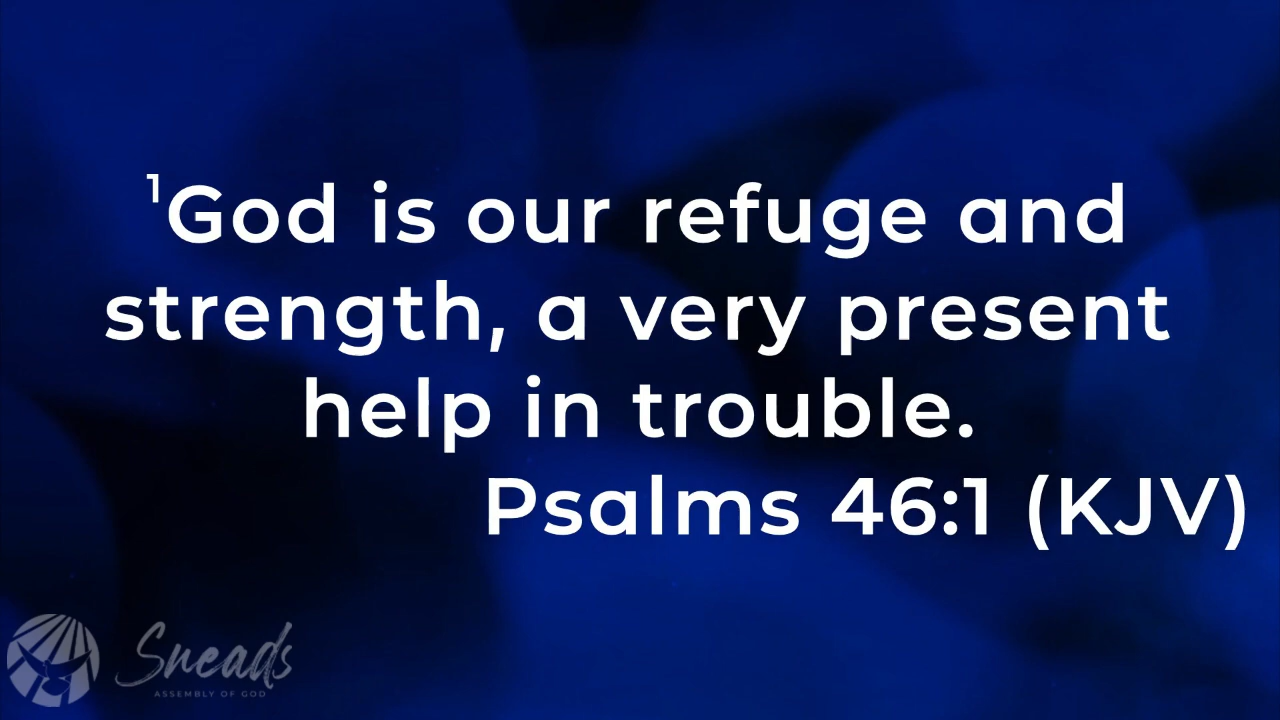 ¹God is our refuge and
strength, a very present
help in trouble.
Psalms 46:1 (KJV)
Sneads
ASSEMBLY OF GOD